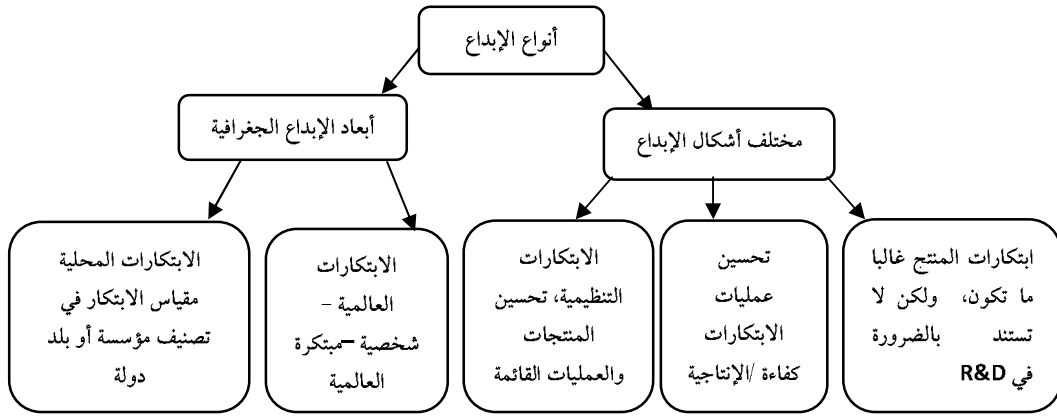 أنواع الإبداع
مختلف أشكال الإبداع
أبعاد الإبداع الجغرافية
ابتكارات المنتج غالبا
ما تكون، ولكن لا
تستند بالضرورة
في R&D
تحسين
عمليات
الابتكارات
كفاءة /الإنتاجية
الابتكارات
التنظيمية، تحسين
المنتجات
والعمليات القائمة
الابتكارات
العالمية –
شخصية –مبتكرة
العالمية
الابتكارات المحلية
مقياس الابتكار في
تصنيف مؤسسة أو بلد
دولة